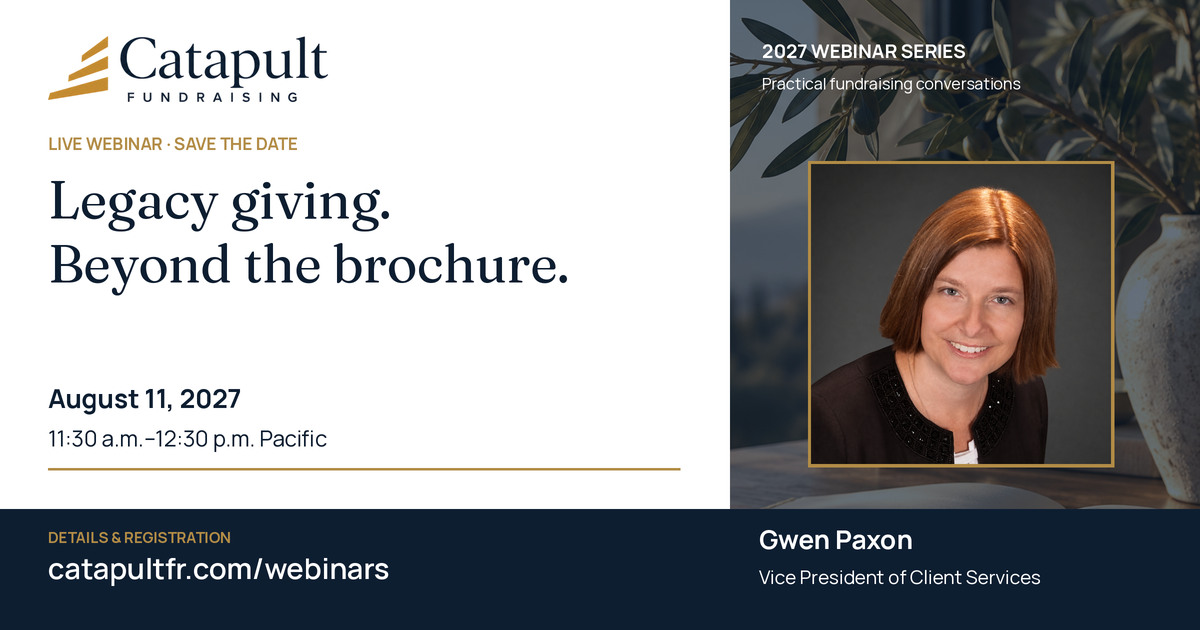 Catapult
FUNDRAISING
LIVE WEBINAR · SAVE THE DATE
Legacy giving.
Beyond the brochure.
August 11, 2027
11:30 a.m.–12:30 p.m. Pacific
DETAILS & REGISTRATION
catapultfr.com/webinars
2027 WEBINAR SERIES
Practical fundraising conversations
Gwen Paxon
Vice President of Client Services